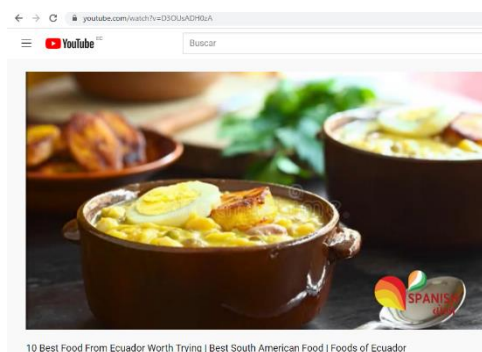 youtube.com/watch?v=D3OUsADH0zA
YouTube
Buscar
SPANISH
10 Best Food From Ecuador Worth Trying | Best South American Food | Foods of Ecuador